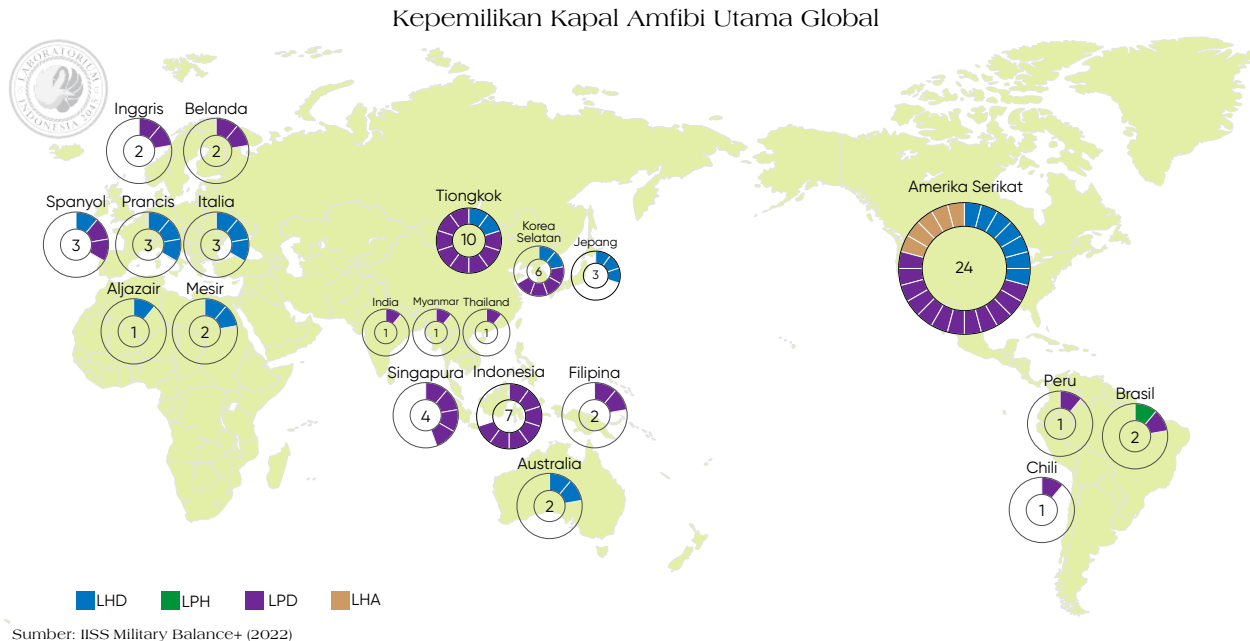 Kepemilikan Kapal Amfibi Utama Global
LABORATORIUM
INDONESIA 2045
Inggris
2
Belanda
2
Spanyol
3
Prancis
3
Italia
3
Aljazair
1
Mesir
2
Tiongkok
10
Korea
Selatan
6
Jepang
3
India
1
Myanmar
1
Thailand
1
Singapura
4
Indonesia
7
Filipina
2
Australia
2
Amerika Serikat
24
Peru
1
Brasil
2
Chili
1
LHD
LPH
LPD
LHA
Sumber: IISS Military Balance+ (2022)